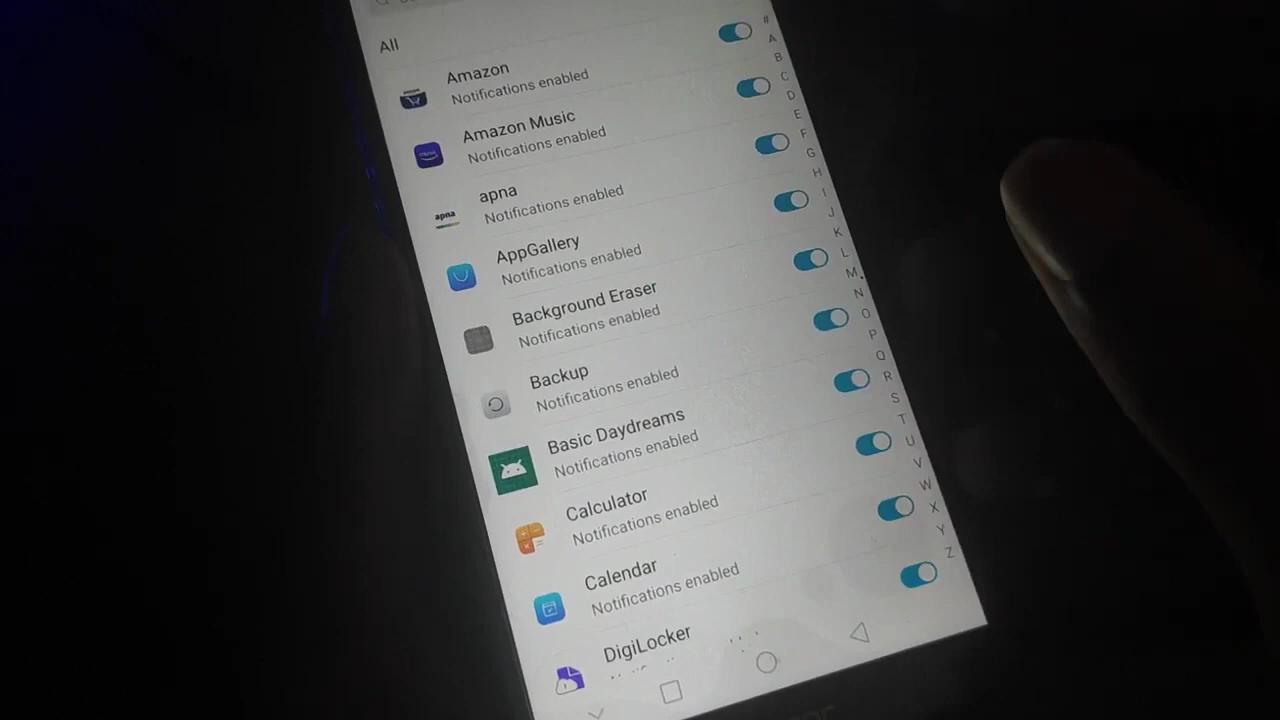 All
Amazon
Notifications enabled
Amazon Music
Notifications enabled
apna
apna
Notifications enabled
AppGallery
Notifications enabled
Background Eraser
Notifications enabled
Backup
Notifications enabled
Basic Daydreams
Notifications enabled
Calculator
Notifications enabled
Calendar
Notifications enabled
DigiLocker
#
A
B
C
D
E
F
G
H
I
J
K
L
M
N
O
P
Q
R
S
T
U
V
W
X
Y
Z